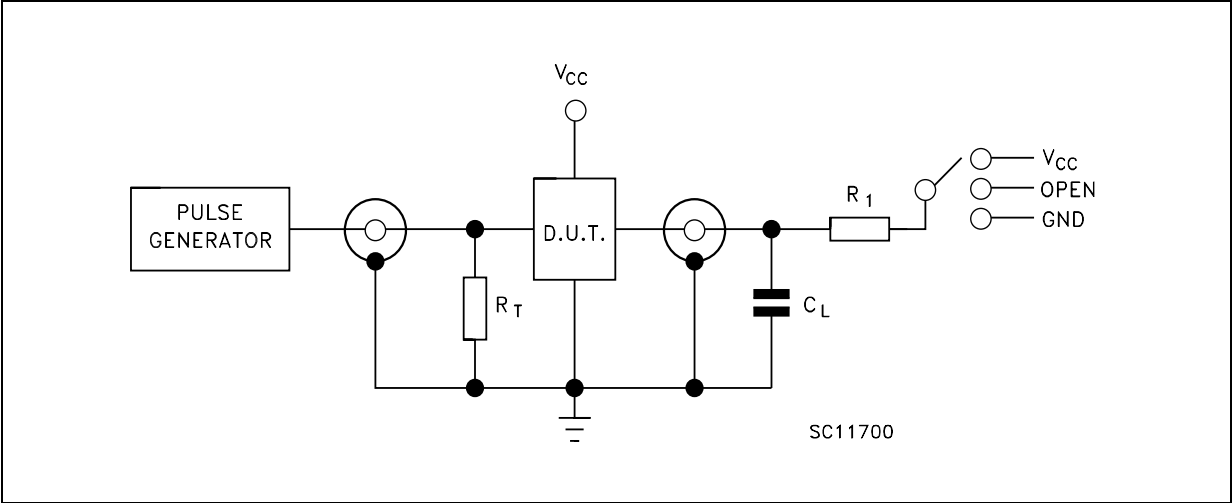 VCC
PULSE
GENERATOR
D.U.T.
RT
CL
R1
VCC
OPEN
GND
SC11700